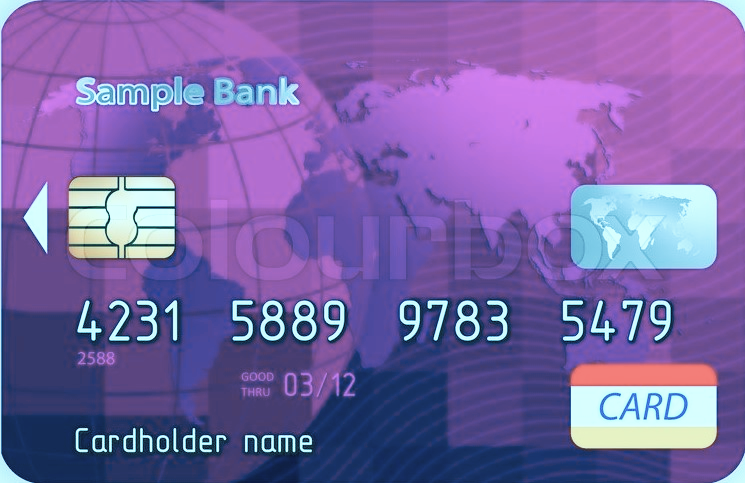 Sample Bank
colourbox
4231 5889 9783 5479
2588
GOOD THRU 03/12
CARD
Cardholder name